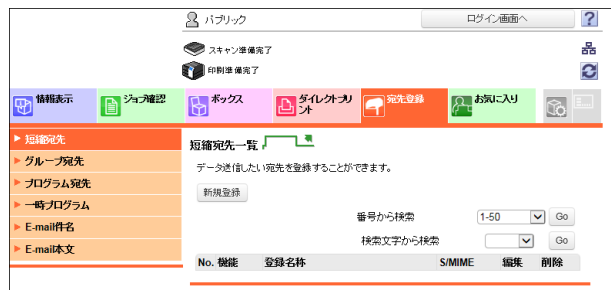 パブリック
ログイン画面へ
?
スキャン準備完了
印刷準備完了
情報表示
ジョブ確認
ボックス
ダイレクトプリント
宛先登録
お気に入り
短縮宛先
グループ宛先
プログラム宛先
一時プログラム
E-mail件名
E-mail本文
短縮宛先一覧
データ送信したい宛先を登録することができます。
新規登録
番号から検索 1-50 Go
検索文字から検索 Go
No. 機能 登録名称 S/MIME 編集 削除